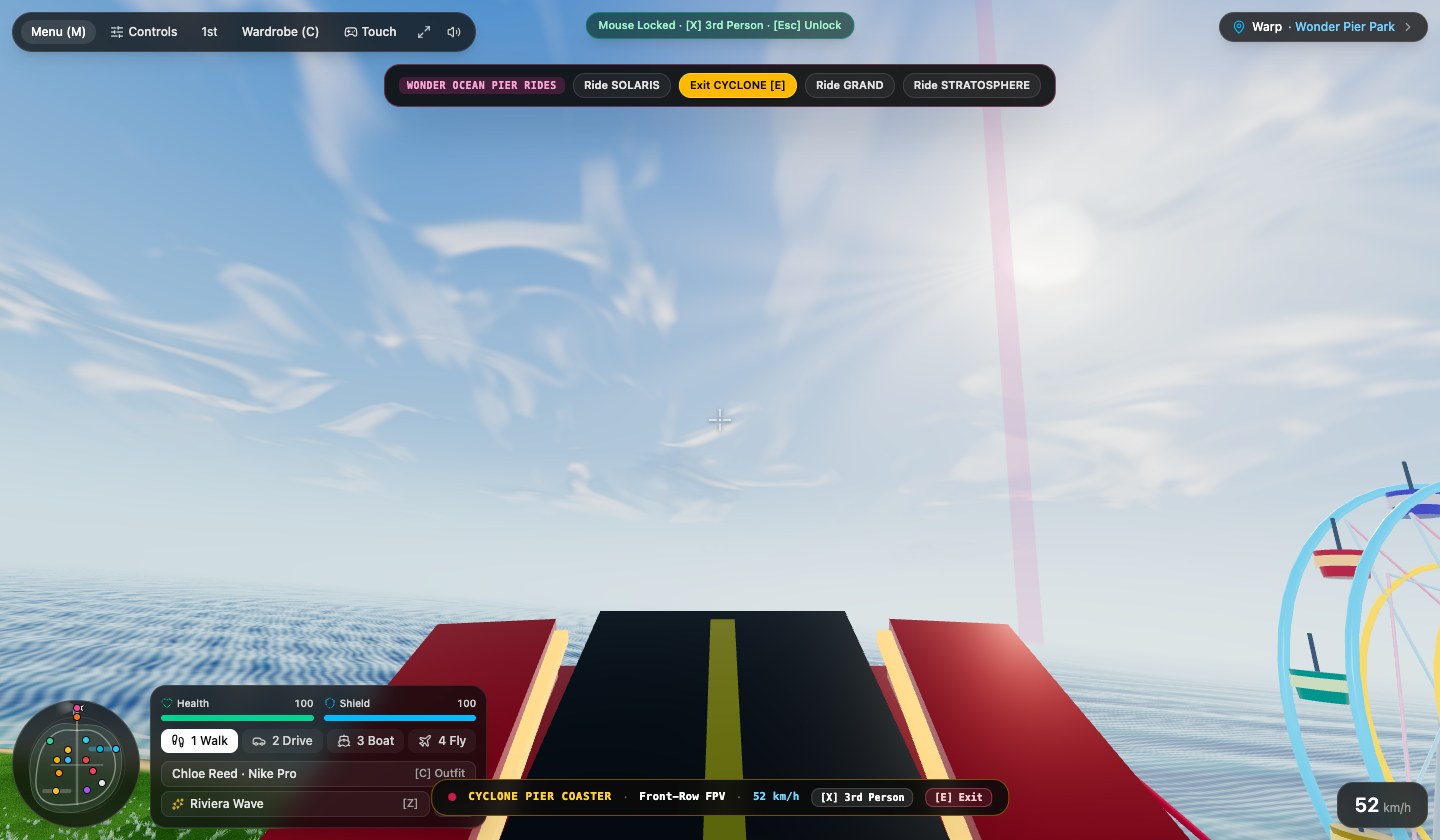 Menu (M) Controls 1st Wardrobe (C) Touch
Mouse Locked · [X] 3rd Person · [Esc] Unlock
Warp · Wonder Pier Park
WONDER OCEAN PIER RIDES Ride SOLARIS Exit CYCLONE [E] Ride GRAND Ride STRATOSPHERE
Health 100 Shield 100
1 Walk 2 Drive 3 Boat 4 Fly
Chloe Reed · Nike Pro [C] Outfit
Riviera Wave [Z]
CYCLONE PIER COASTER · Front-Row FPV · 52 km/h [X] 3rd Person [E] Exit
52 km/h